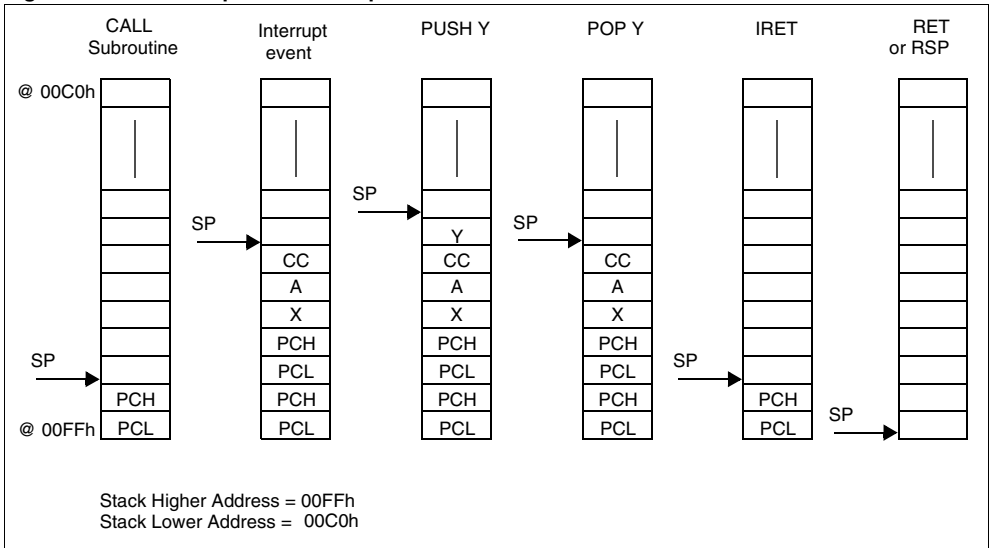 CALL
Subroutine
Interrupt
event
PUSH Y
POP Y
IRET
RET
or RSP
@ 00C0h
SP
SP
SP
Y
CC
CC
CC
A
A
A
X
X
X
PCH
PCH
PCH
SP
SP
PCL
PCL
PCL
PCH
PCH
PCH
PCH
PCH
SP
@ 00FFh
PCL
PCL
PCL
PCL
PCL
Stack Higher Address = 00FFh
Stack Lower Address = 00C0h